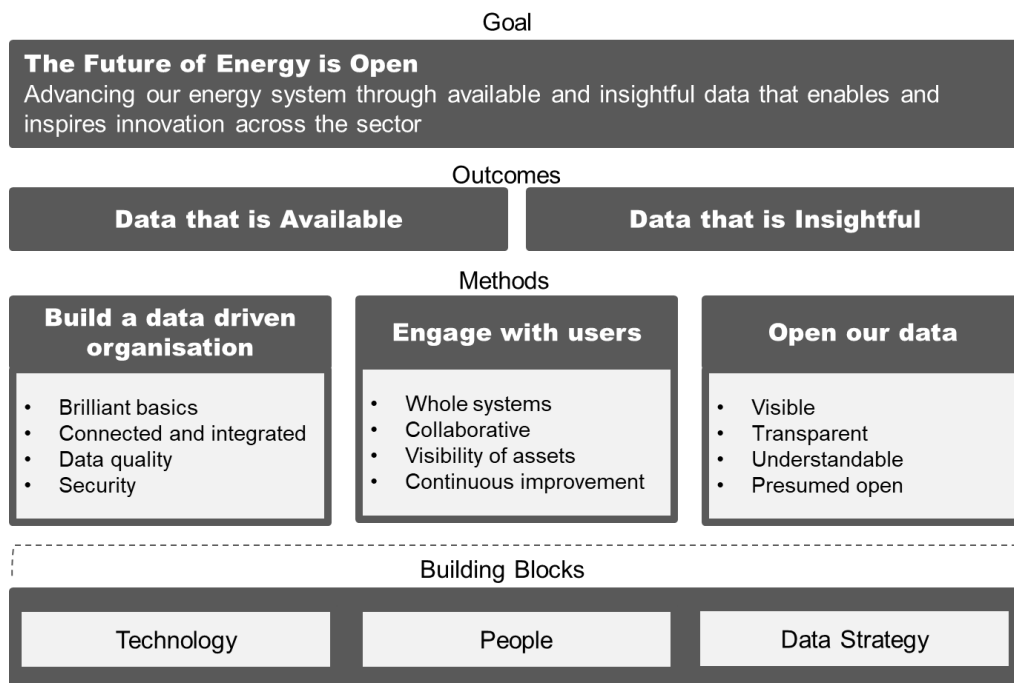 Goal
The Future of Energy is Open
Advancing our energy system through available and insightful data that enables and
inspires innovation across the sector
Outcomes
Data that is Available
Data that is Insightful
Methods
Build a data driven
organisation
• Brilliant basics
• Connected and integrated
• Data quality
• Security
Engage with users
• Whole systems
• Collaborative
• Visibility of assets
• Continuous improvement
Open our data
• Visible
• Transparent
• Understandable
• Presumed open
Building Blocks
Technology
People
Data Strategy